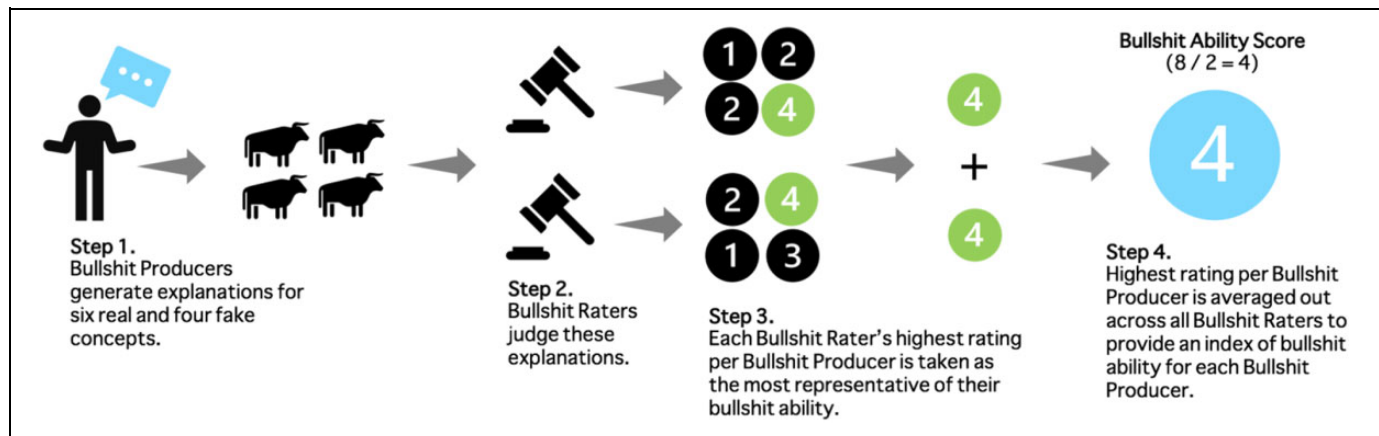 Step 1.
Bullshit Producers
generate explanations for
six real and four fake
concepts.
Step 2.
Bullshit Raters
judge these
explanations.
1 2
2 4
2 4
1 3
Step 3.
Each Bullshit Rater's highest rating
per Bullshit Producer is taken as
the most representative of their
bullshit ability.
4
+
4
Bullshit Ability Score
(8 / 2 = 4)
4
Step 4.
Highest rating per Bullshit
Producer is averaged out
across all Bullshit Raters to
provide an index of bullshit
ability for each Bullshit
Producer.